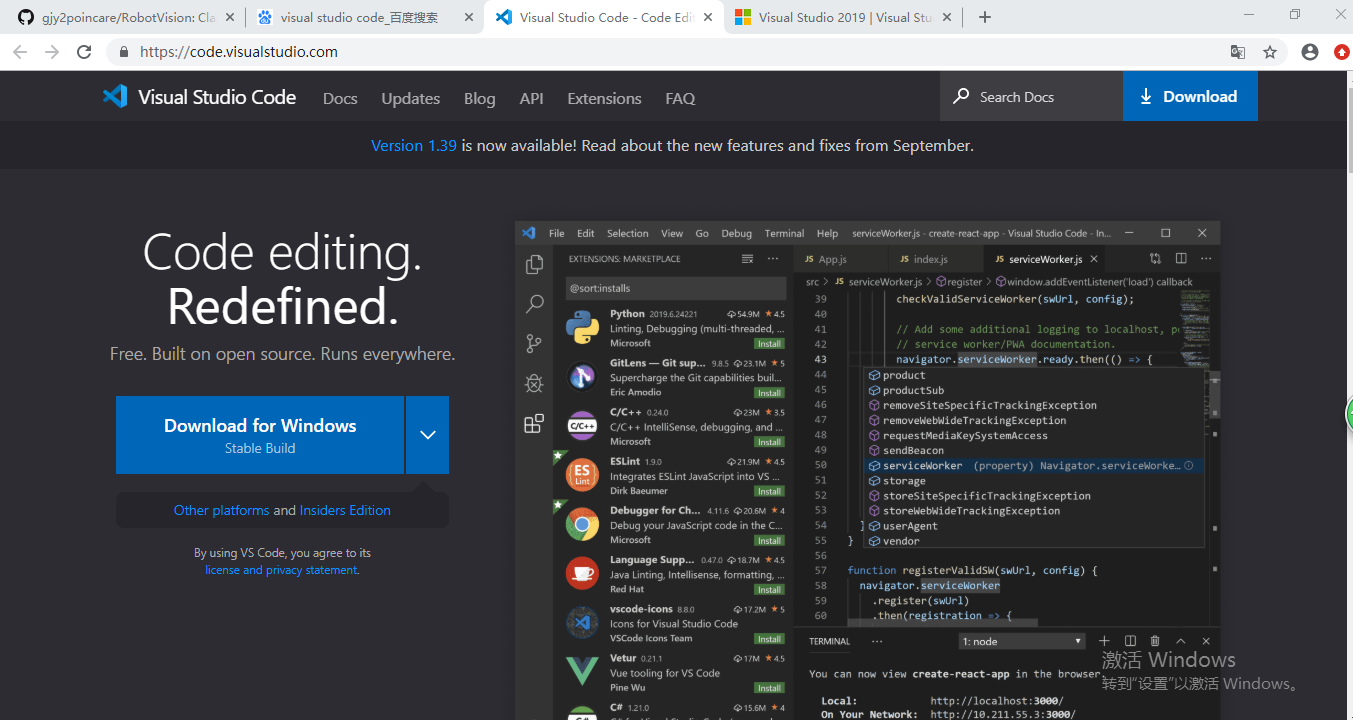 gjy2poincare/RobotVision: Cla
visual studio code_百度搜索
Visual Studio Code - Code Edi
Visual Studio 2019 | Visual Stu
https://code.visualstudio.com
Visual Studio Code
Docs
Updates
Blog
API
Extensions
FAQ
Search Docs
Download
Version 1.39 is now available! Read about the new features and fixes from September.
Code editing.
Redefined.
Free. Built on open source. Runs everywhere.
Download for Windows
Stable Build
Other platforms and Insiders Edition
By using VS Code, you agree to its
license and privacy statement.
File Edit Selection View Go Debug Terminal Help serviceWorker.js - create-react-app - Visual Studio Code - In...
EXTENSIONS: MARKETPLACE
@sort:installs
Python 2019.6.24221 54.9M ★ 4.5
Linting, Debugging (multi-threaded, ...
Microsoft Install
GitLens — Git sup... 9.8.5 23.1M ★ 5
Supercharge the Git capabilities buil...
Eric Amodio Install
C/C++
C/C++ 0.24.0 23M ★ 3.5
C/C++ IntelliSense, debugging, and ...
Microsoft Install
ES
Lint
ESLint 1.9.0 21.9M ★ 4.5
Integrates ESLint JavaScript into VS ...
Dirk Baeumer Install
Debugger for Ch... 4.11.6 20.6M ★ 4
Debug your JavaScript code in the C...
Microsoft Install
Language Supp... 0.47.0 18.7M ★ 4.5
Java Linting, Intellisense, formatting, ...
Red Hat Install
vscode-icons 8.8.0 17.2M ★ 5
Icons for Visual Studio Code
VSCode Icons Team Install
Vetur 0.21.1 17M ★ 4.5
Vue tooling for VS Code
Pine Wu Install
C# 1.21.0 15.6M ★ 4
JS App.js
JS index.js
JS serviceWorker.js
src > JS serviceWorker.js > register > window.addEventListener('load') callback
39 checkValidServiceWorker(swUrl, config);
40
41 // Add some additional logging to localhost, po
42 // service worker/PWA documentation.
43 navigator.serviceWorker.ready.then(() => {
44 product
45 productSub
46 removeSiteSpecificTrackingException
47 removeWebWideTrackingException
48 requestMediaKeySystemAccess
49 sendBeacon
50 serviceWorker (property) Navigator.serviceWorke...
51 storage
52 storeSiteSpecificTrackingException
53 storeWebWideTrackingException
54 } userAgent
55 } vendor
56
57 function registerValidSW(swUrl, config) {
58 navigator.serviceWorker
59 .register(swUrl)
60 .then(registration => {
TERMINAL ... 1: node
You can now view create-react-app in the browser.
Local: http://localhost:3000/
On Your Network: http://10.211.55.3:3000/
激活 Windows
转到"设置"以激活 Windows。